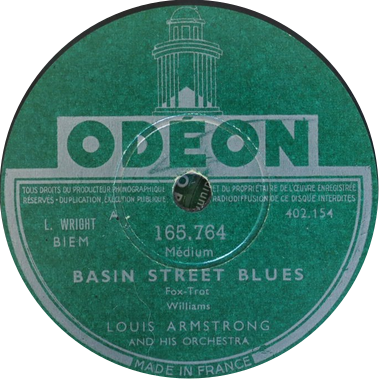 ODEON
TOUS DROITS DU PRODUCTEUR PHONOGRAPHIQUE ET DU PROPRIÉTAIRE DE L'ŒUVRE ENREGISTRÉE
RÉSERVÉS · DUPLICATION, EXÉCUTION PUBLIQUE RADIODIFFUSION DE CE DISQUE INTERDITES
L. WRIGHT A 402.154
BIEM 165.764
Médium
BASIN STREET BLUES
Fox-Trot
Williams
LOUIS ARMSTRONG
AND HIS ORCHESTRA
MADE IN FRANCE